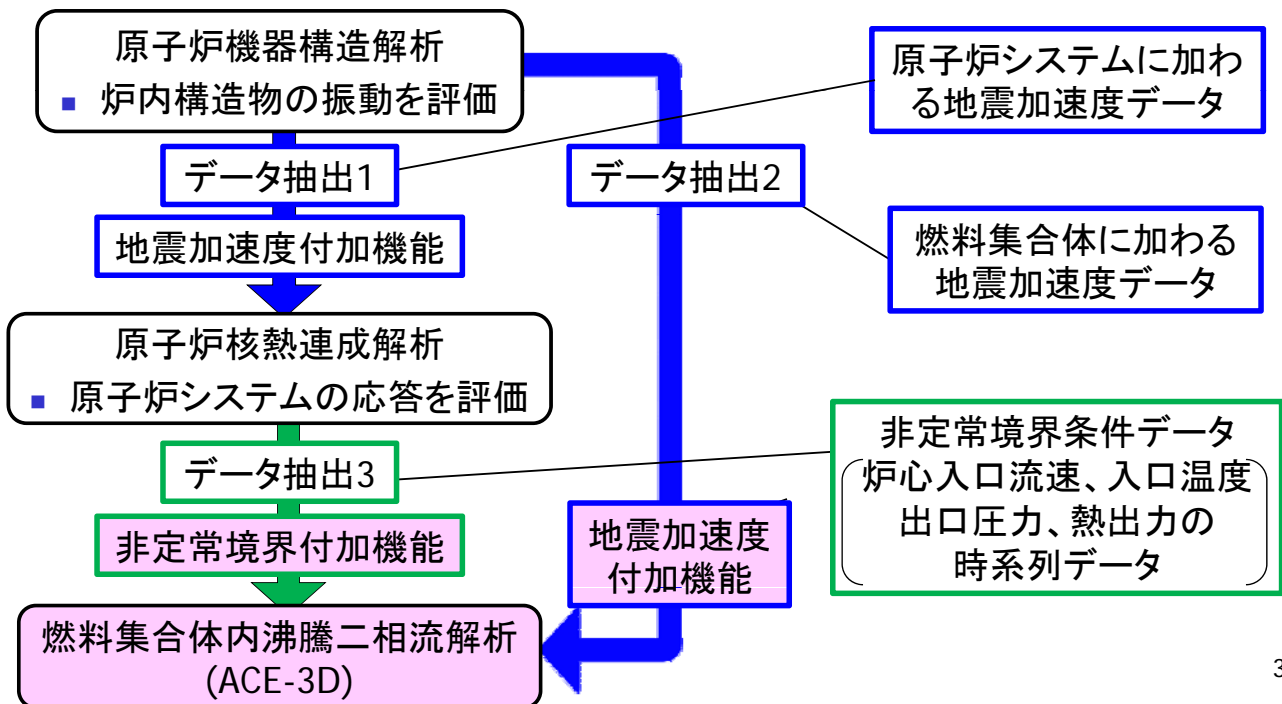 原子炉機器構造解析
■ 炉内構造物の振動を評価
原子炉システムに加わ
る地震加速度データ
データ抽出1
データ抽出2
地震加速度付加機能
燃料集合体に加わる
地震加速度データ
原子炉核熱連成解析
■ 原子炉システムの応答を評価
データ抽出3
非定常境界条件データ
炉心入口流速、入口温度
出口圧力、熱出力の
時系列データ
非定常境界付加機能
地震加速度
付加機能
燃料集合体内沸騰二相流解析
(ACE-3D)
3